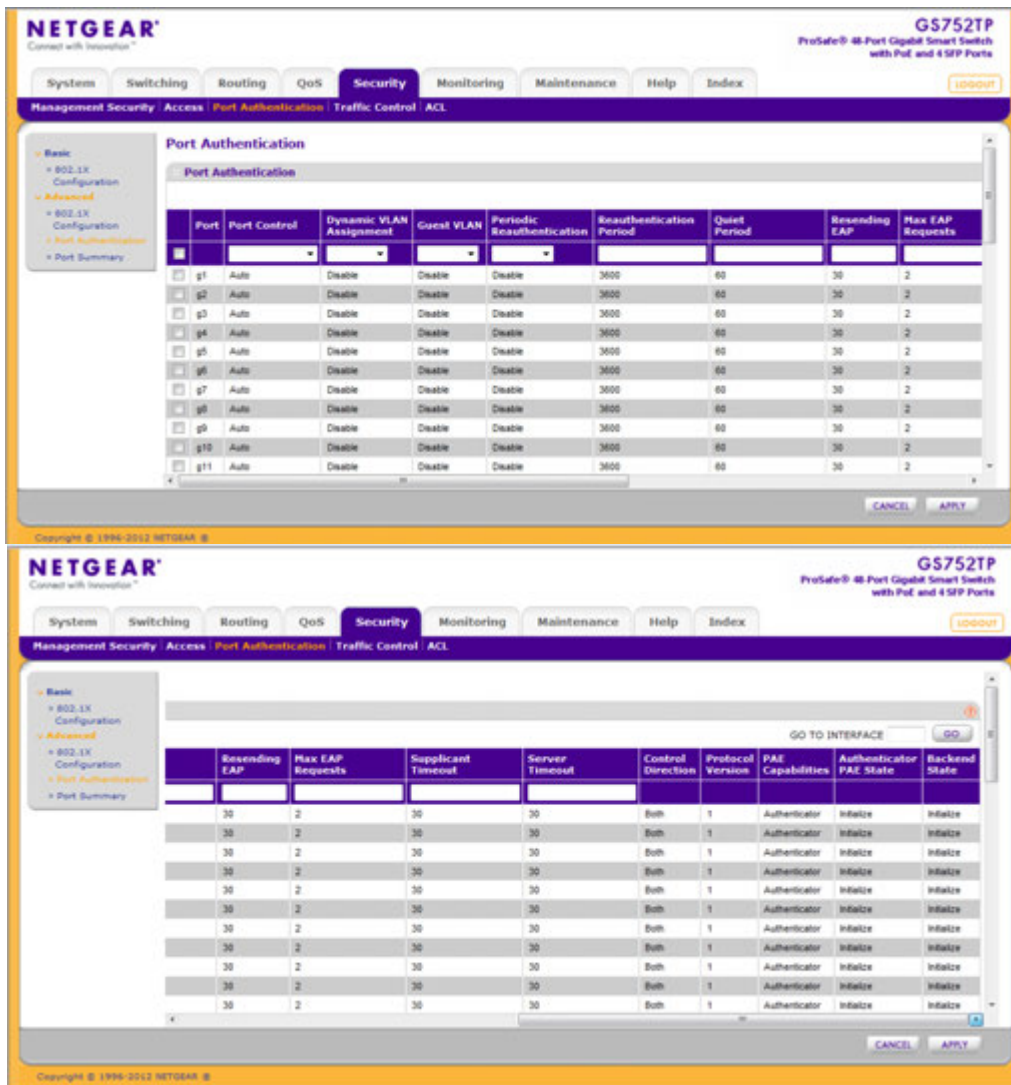 NETGEAR®
Connect with Innovation™
GS752TP
ProSafe® 48-Port Gigabit Smart Switch
with PoE and 4 SFP Ports
System Switching Routing QoS Security Monitoring Maintenance Help Index LOGOUT
Management Security Access Port Authentication Traffic Control ACL
Basic
802.1X
Configuration
Advanced
802.1X
Configuration
Port Authentication
Port Summary
Port Authentication
Port Authentication
Port Port Control Dynamic VLAN Assignment Guest VLAN Periodic Reauthentication Reauthentication Period Quiet Period Resending EAP Max EAP Requests
g1 Auto Disable Disable Disable 3600 60 30 2
g2 Auto Disable Disable Disable 3600 60 30 2
g3 Auto Disable Disable Disable 3600 60 30 2
g4 Auto Disable Disable Disable 3600 60 30 2
g5 Auto Disable Disable Disable 3600 60 30 2
g6 Auto Disable Disable Disable 3600 60 30 2
g7 Auto Disable Disable Disable 3600 60 30 2
g8 Auto Disable Disable Disable 3600 60 30 2
g9 Auto Disable Disable Disable 3600 60 30 2
g10 Auto Disable Disable Disable 3600 60 30 2
g11 Auto Disable Disable Disable 3600 60 30 2
CANCEL APPLY
Copyright © 1996-2012 NETGEAR ®
NETGEAR®
Connect with Innovation™
GS752TP
ProSafe® 48-Port Gigabit Smart Switch
with PoE and 4 SFP Ports
System Switching Routing QoS Security Monitoring Maintenance Help Index LOGOUT
Management Security Access Port Authentication Traffic Control ACL
Basic
802.1X
Configuration
Advanced
802.1X
Configuration
Port Authentication
Port Summary
GO TO INTERFACE GO
Resending EAP Max EAP Requests Supplicant Timeout Server Timeout Control Direction Protocol Version PAE Capabilities Authenticator PAE State Backend State
30 2 30 30 Both 1 Authenticator Initialize Initialize
30 2 30 30 Both 1 Authenticator Initialize Initialize
30 2 30 30 Both 1 Authenticator Initialize Initialize
30 2 30 30 Both 1 Authenticator Initialize Initialize
30 2 30 30 Both 1 Authenticator Initialize Initialize
30 2 30 30 Both 1 Authenticator Initialize Initialize
30 2 30 30 Both 1 Authenticator Initialize Initialize
30 2 30 30 Both 1 Authenticator Initialize Initialize
30 2 30 30 Both 1 Authenticator Initialize Initialize
30 2 30 30 Both 1 Authenticator Initialize Initialize
30 2 30 30 Both 1 Authenticator Initialize Initialize
CANCEL APPLY
Copyright © 1996-2012 NETGEAR ®